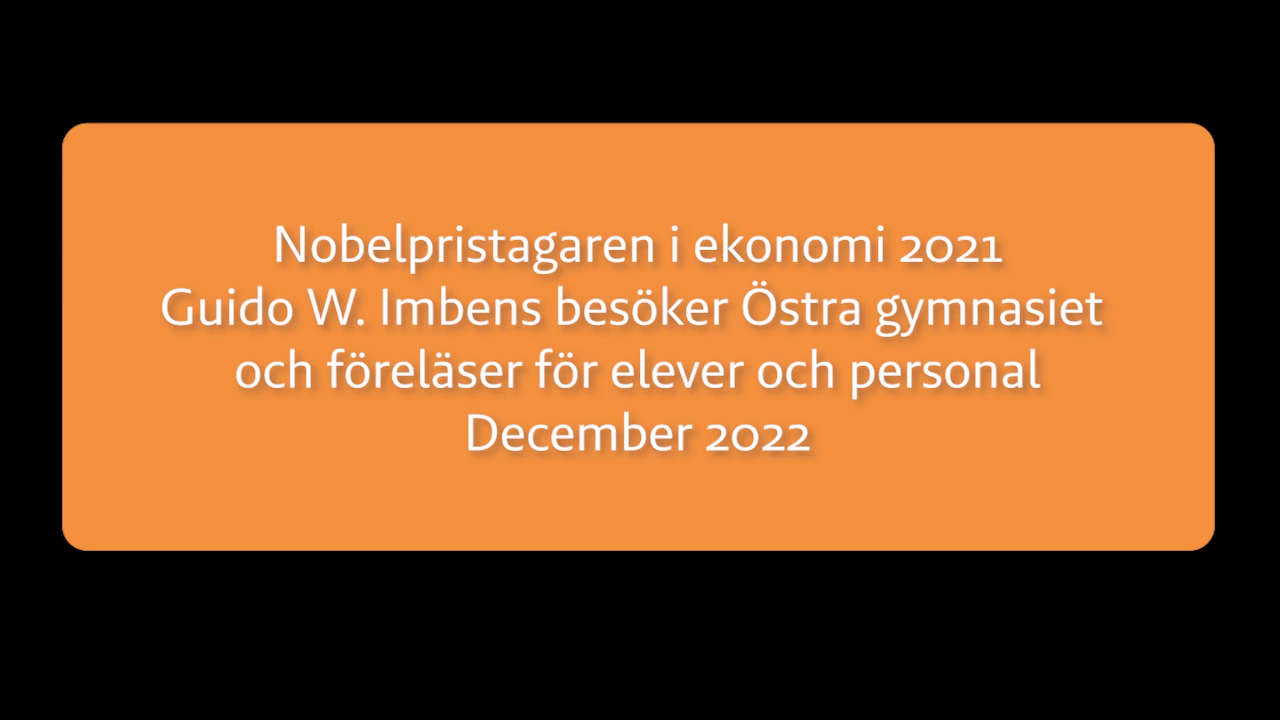 Nobelpristagaren i ekonomi 2021
Guido W. Imbens besöker Östra gymnasiet
och föreläser för elever och personal
December 2022